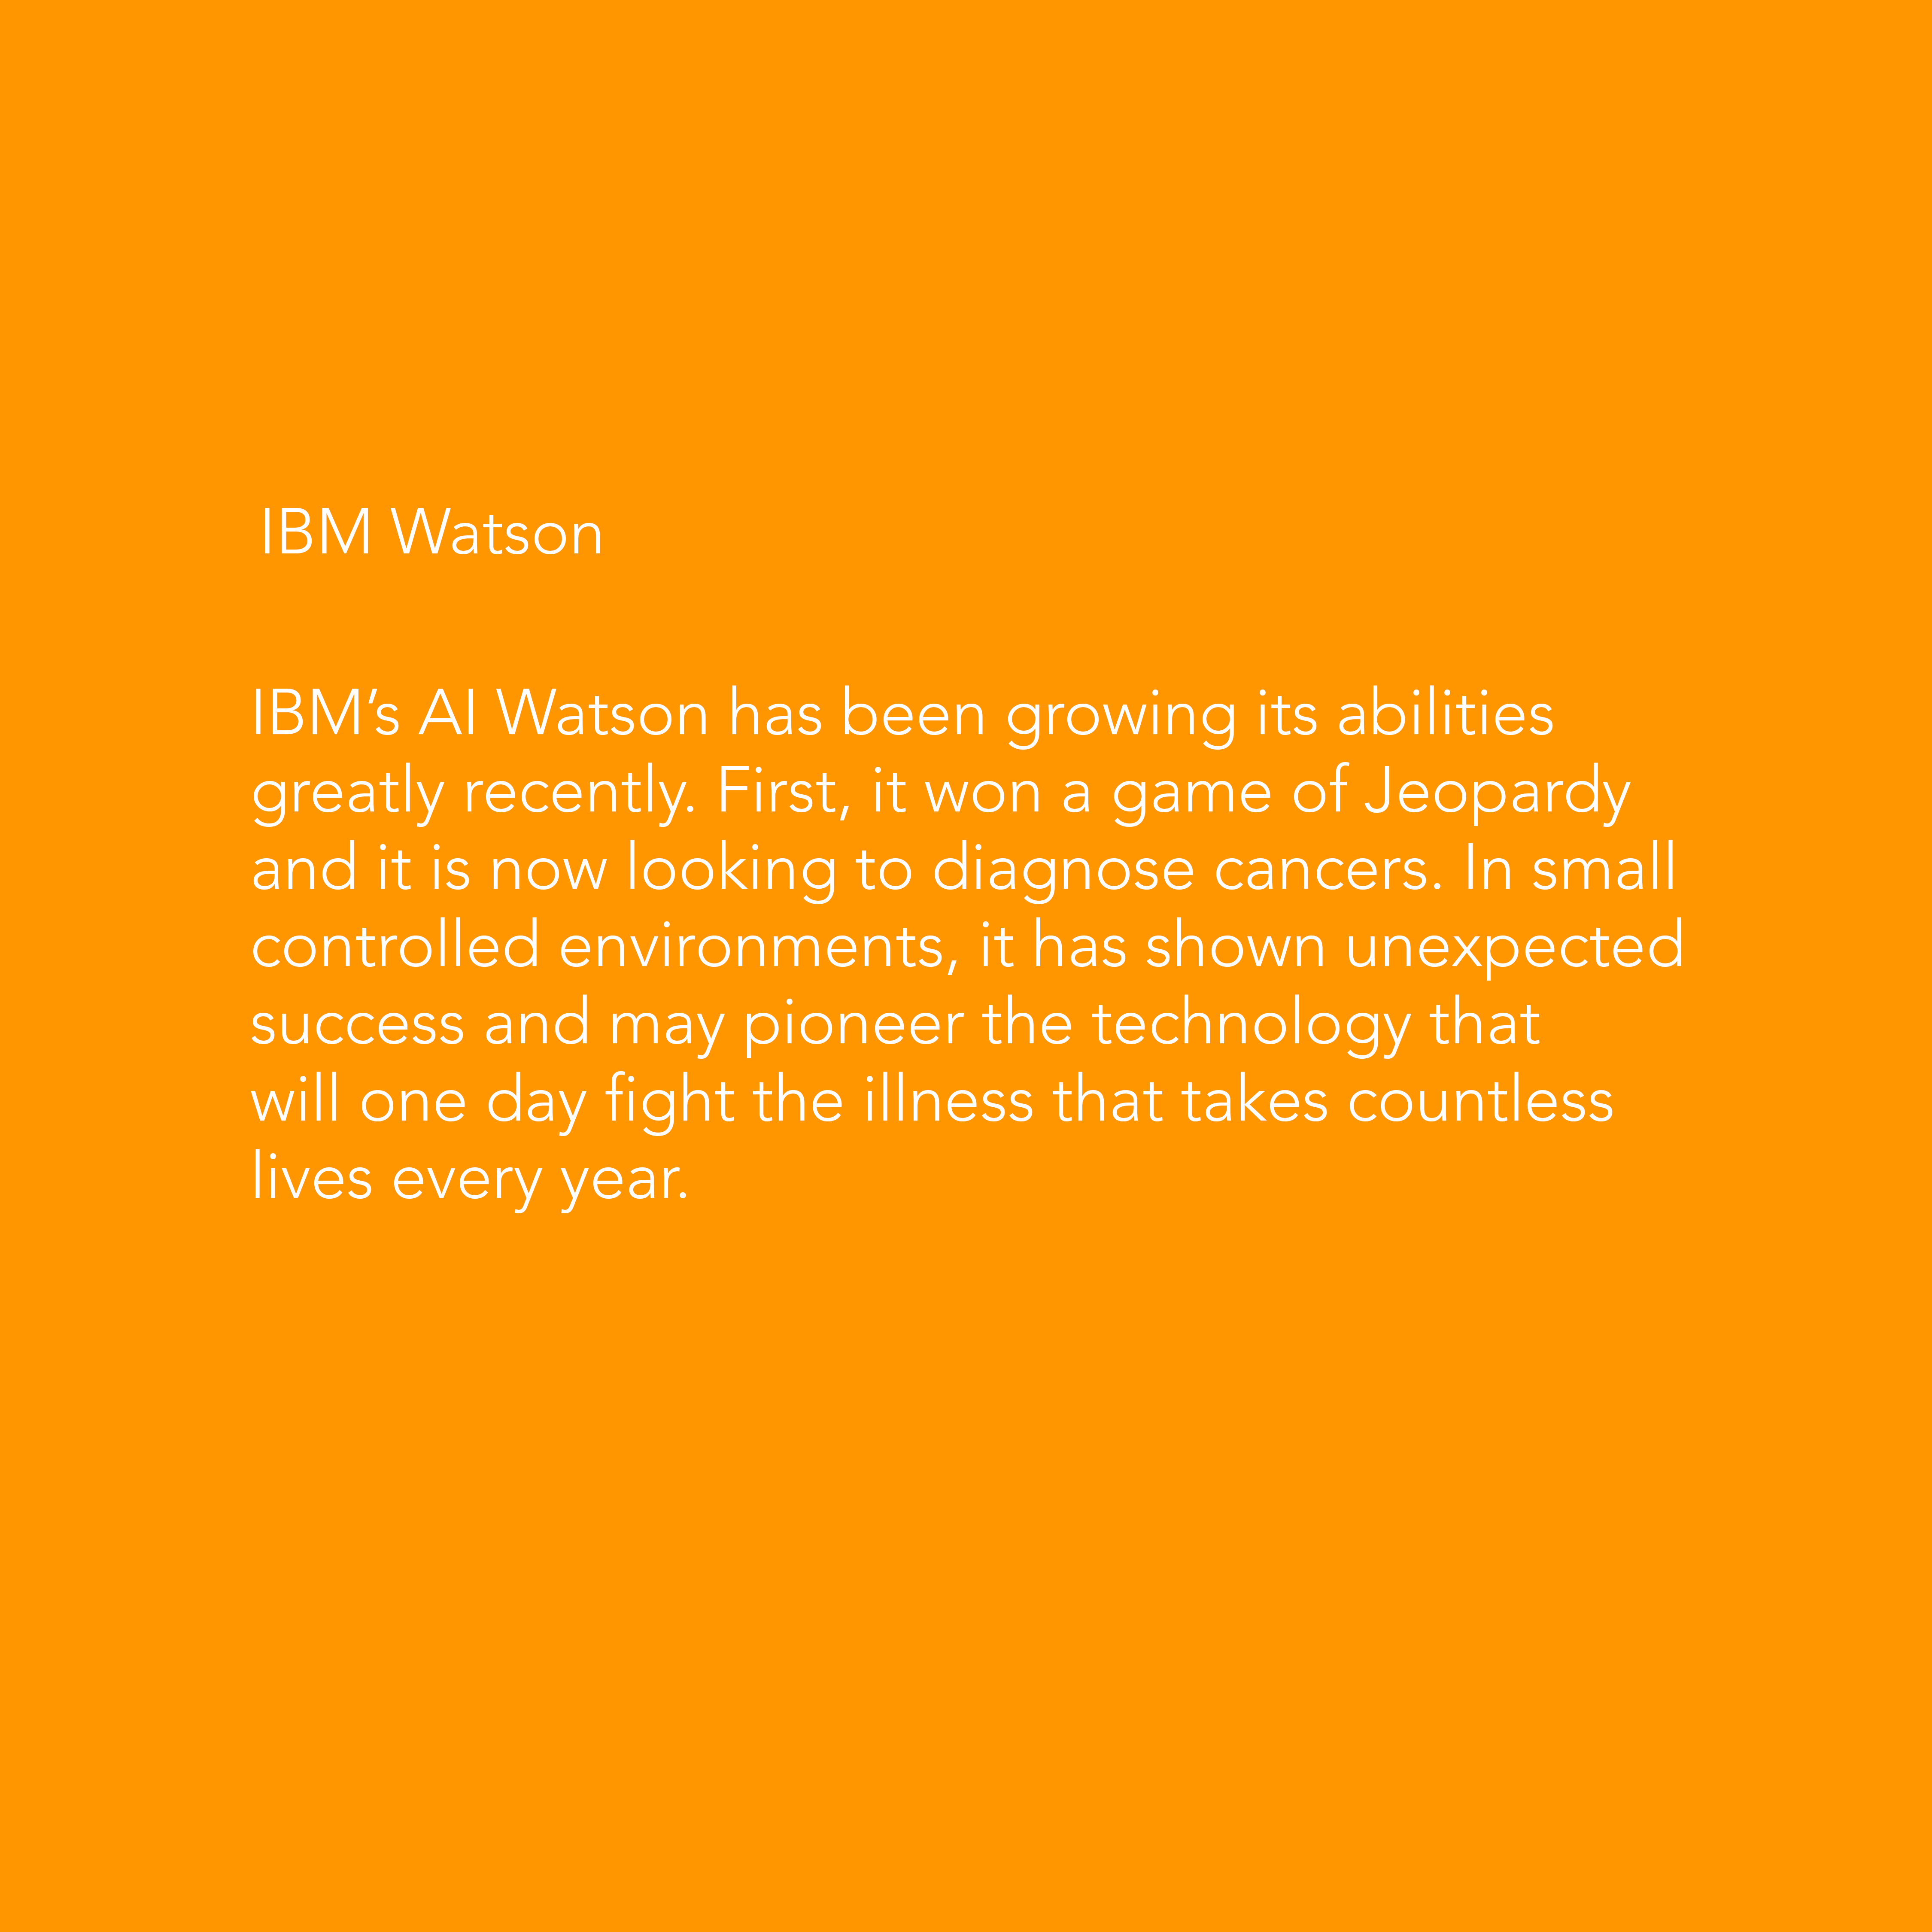 IBM Watson
IBM’s AI Watson has been growing its abilities
greatly recently. First, it won a game of Jeopardy
and it is now looking to diagnose cancers. In small
controlled environments, it has shown unexpected
success and may pioneer the technology that
will one day fight the illness that takes countless
lives every year.